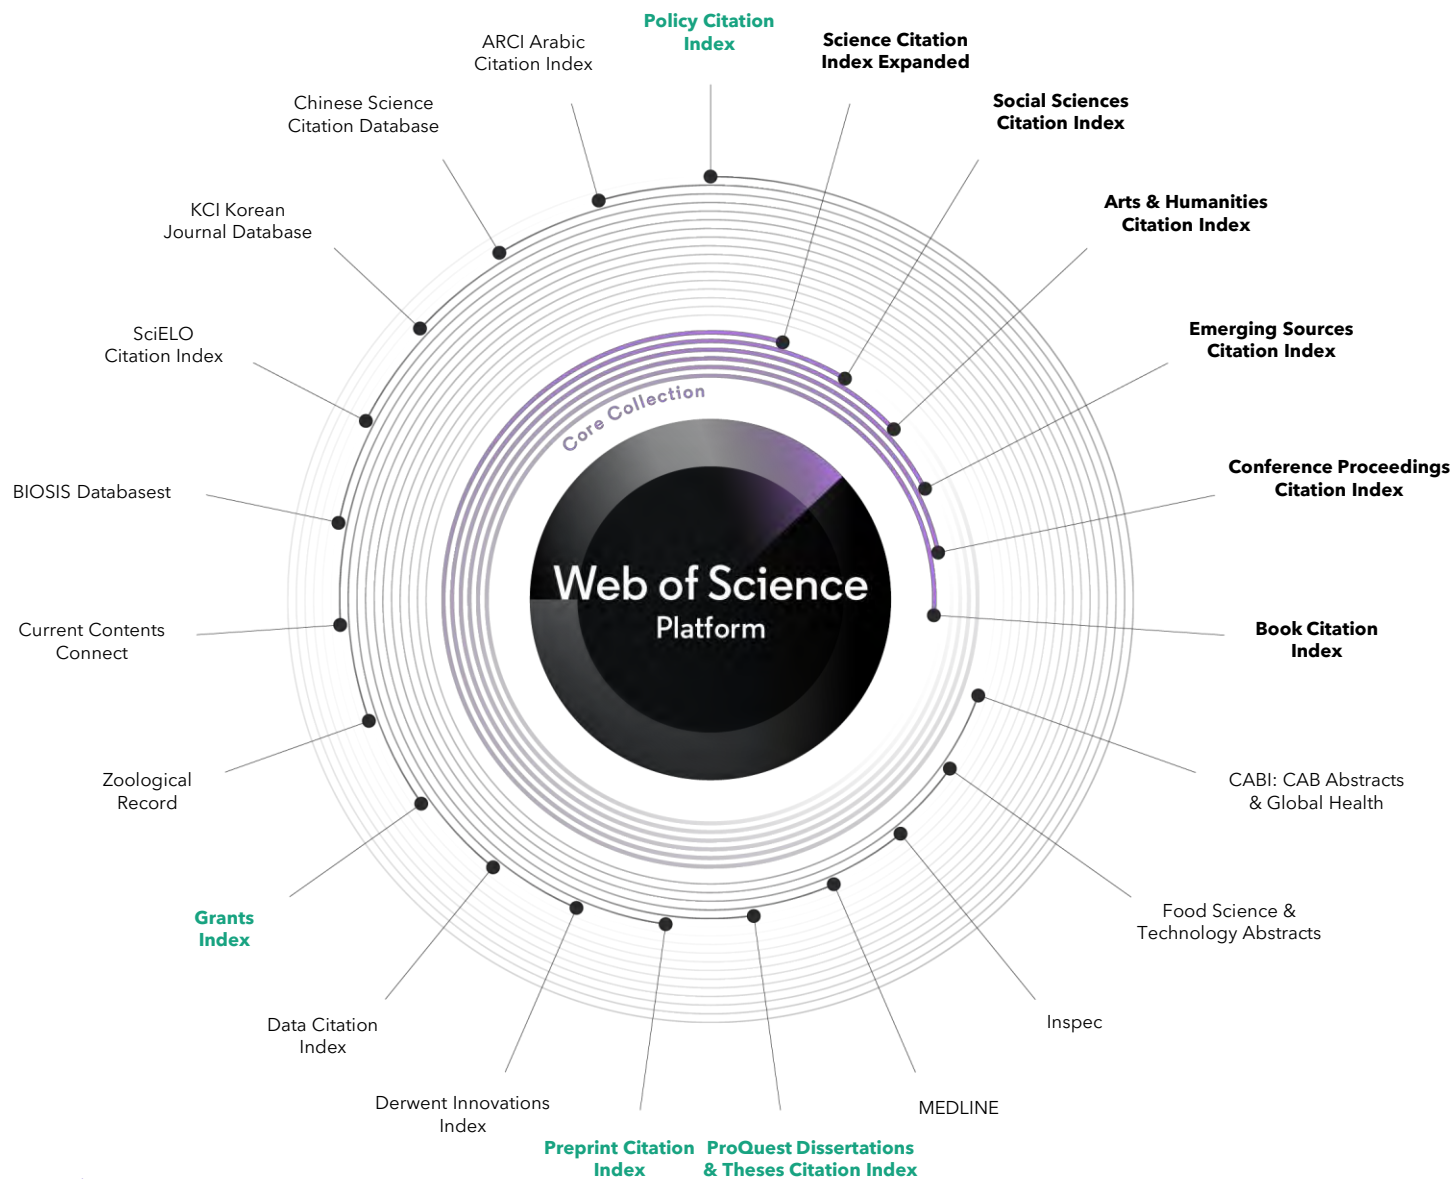 Policy Citation
Index
Science Citation
Index Expanded
Social Sciences
Citation Index
Arts & Humanities
Citation Index
Emerging Sources
Citation Index
Conference Proceedings
Citation Index
Book Citation
Index
CABI: CAB Abstracts
& Global Health
Food Science &
Technology Abstracts
Inspec
MEDLINE
ProQuest Dissertations
& Theses Citation Index
Preprint Citation
Index
Derwent Innovations
Index
Data Citation
Index
Grants
Index
Zoological
Record
Current Contents
Connect
BIOSIS Databasest
SciELO
Citation Index
KCI Korean
Journal Database
Chinese Science
Citation Database
ARCI Arabic
Citation Index
Core Collection
Web of Science
Platform